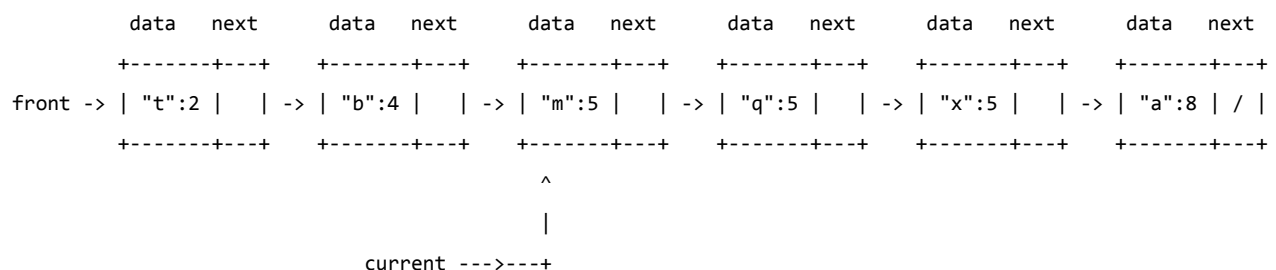 data   next      data   next      data   next      data   next      data   next      data   next
+-------+---+   +-------+---+   +-------+---+   +-------+---+   +-------+---+   +-------+---+
front -> | "t":2 |   | -> | "b":4 |   | -> | "m":5 |   | -> | "q":5 |   | -> | "x":5 |   | -> | "a":8 | / |
+-------+---+   +-------+---+   +-------+---+   +-------+---+   +-------+---+   +-------+---+
^
|
current --->---+